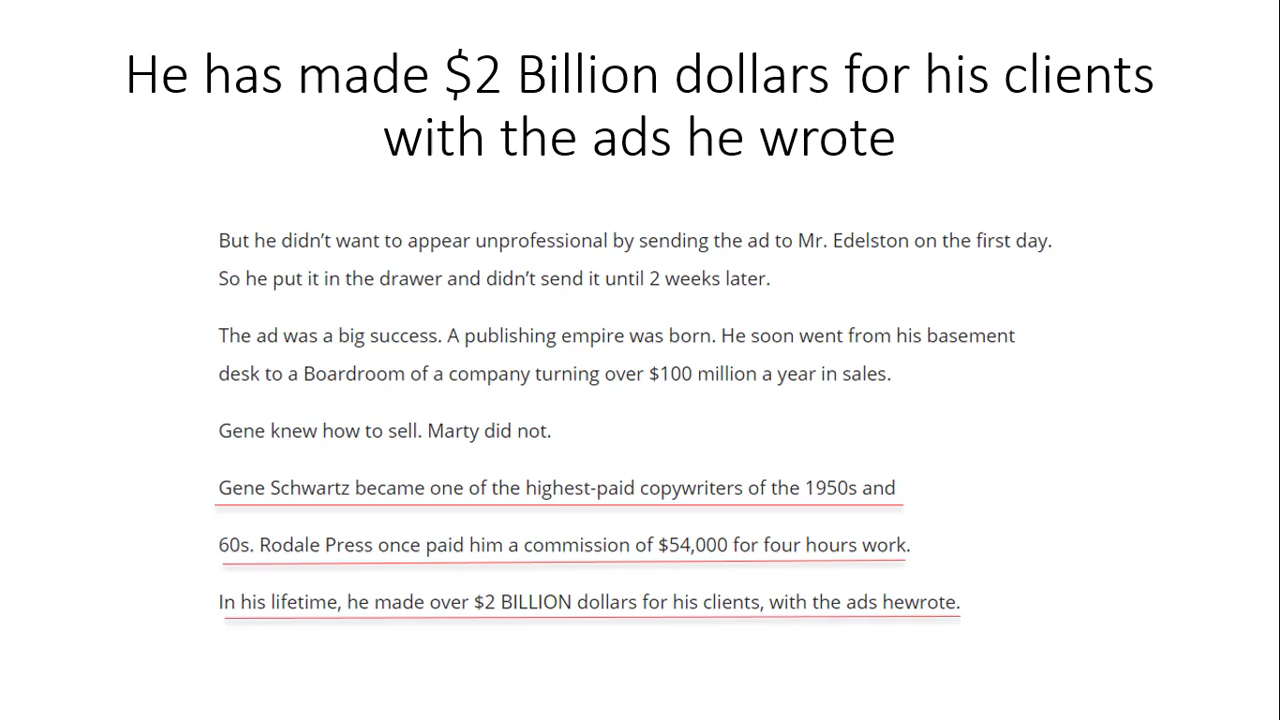 He has made $2 Billion dollars for his clients
with the ads he wrote
But he didn’t want to appear unprofessional by sending the ad to Mr. Edelston on the first day.
So he put it in the drawer and didn’t send it until 2 weeks later.
The ad was a big success. A publishing empire was born. He soon went from his basement
desk to a Boardroom of a company turning over $100 million a year in sales.
Gene knew how to sell. Marty did not.
Gene Schwartz became one of the highest-paid copywriters of the 1950s and
60s. Rodale Press once paid him a commission of $54,000 for four hours work.
In his lifetime, he made over $2 BILLION dollars for his clients, with the ads hewrote.